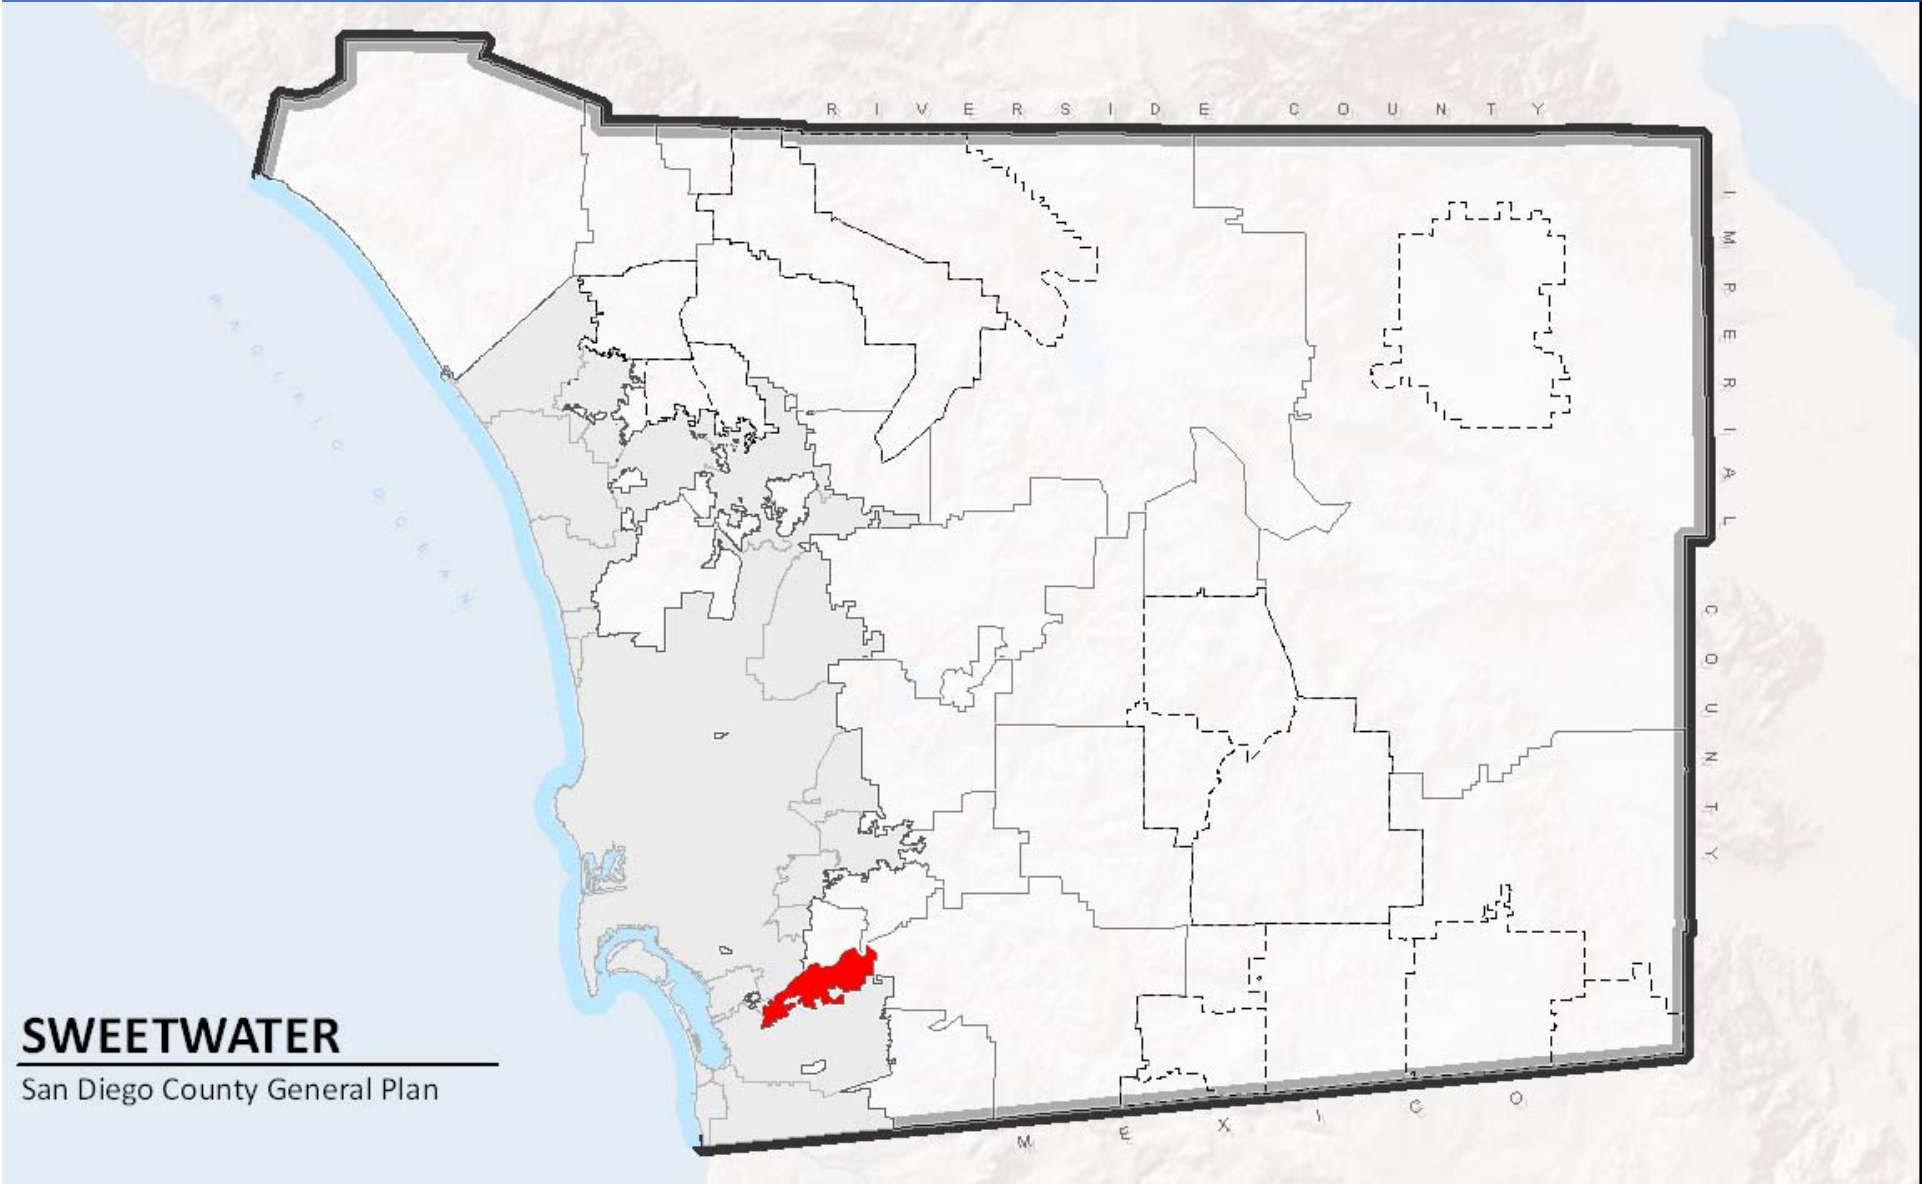 RIVERSIDE COUNTY
IMPERIAL COUNTY
PACIFIC OCEAN
SWEETWATER
San Diego County General Plan
MEXICO